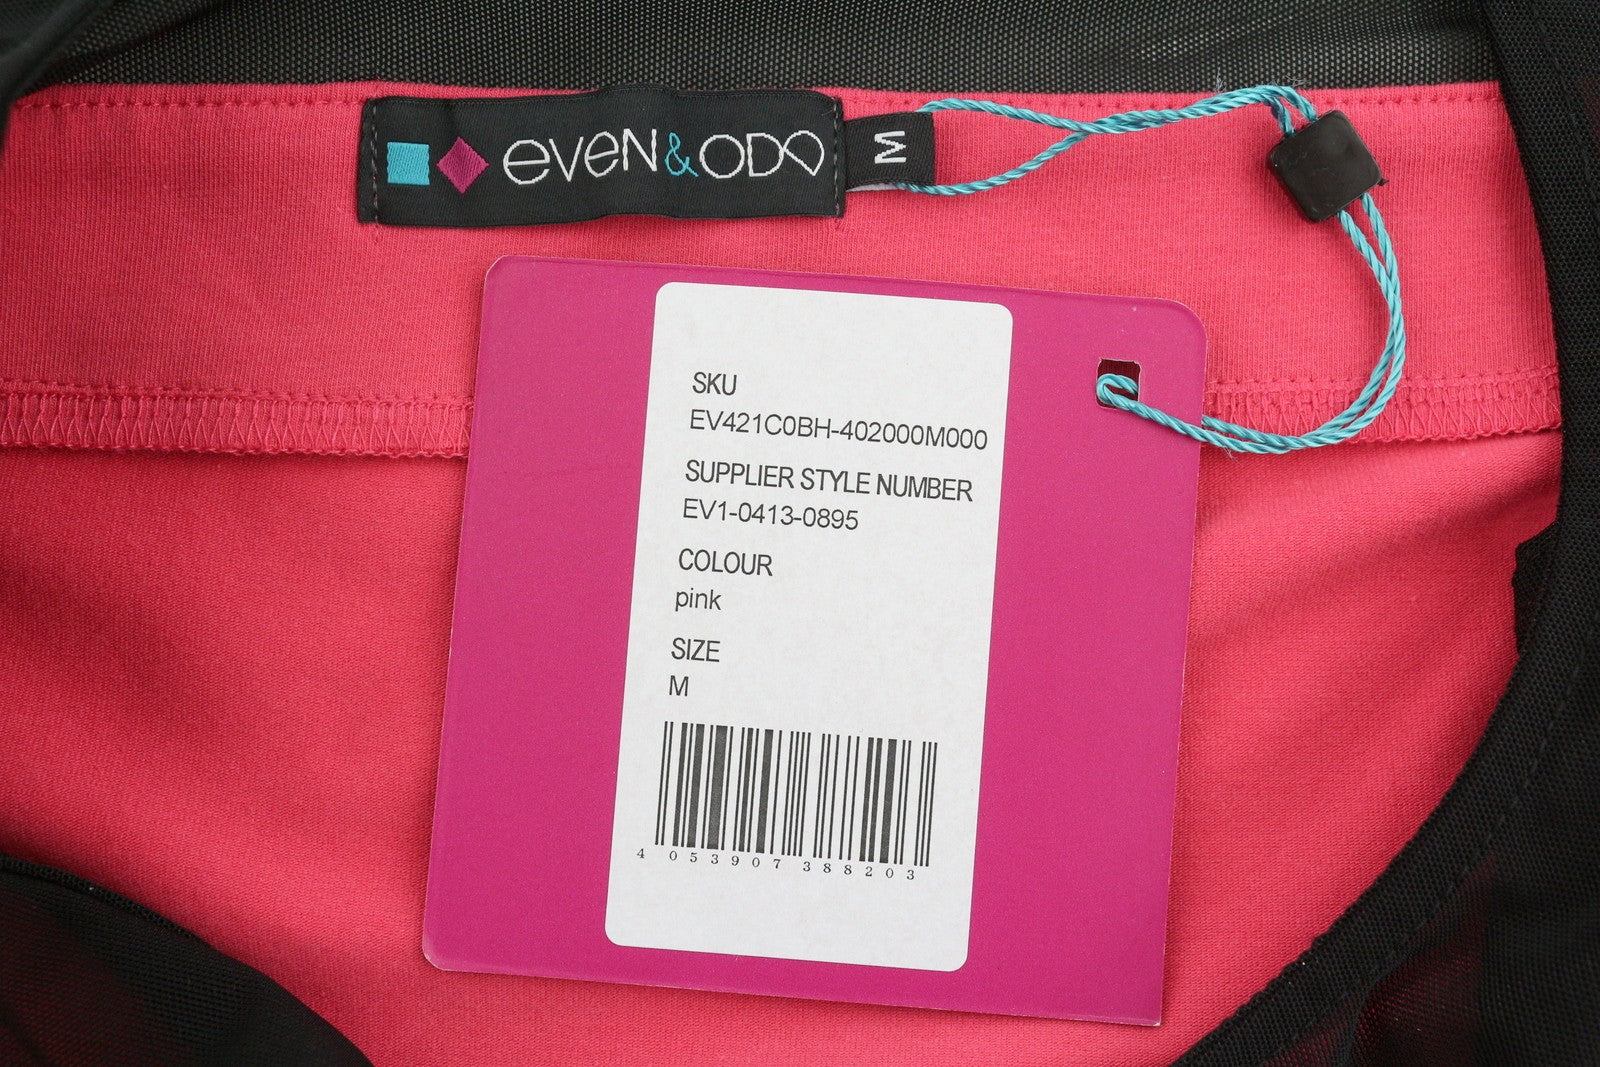 eveN&ODD
M
SKU
EV421C0BH-402000M000
SUPPLIER STYLE NUMBER
EV1-0413-0895
COLOUR
pink
SIZE
M
4 053907 388203